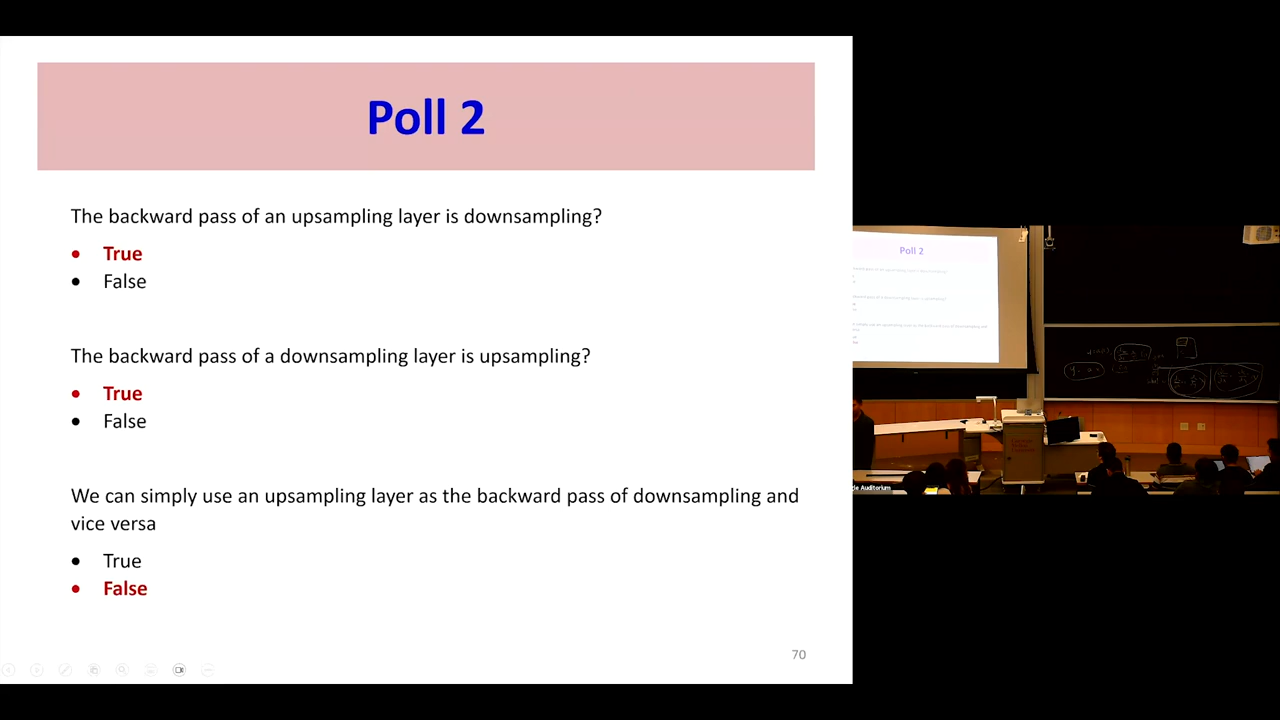 Poll 2
The backward pass of an upsampling layer is downsampling?
• True
• False
The backward pass of a downsampling layer is upsampling?
• True
• False
We can simply use an upsampling layer as the backward pass of downsampling and
vice versa
• True
• False
70
Poll 2